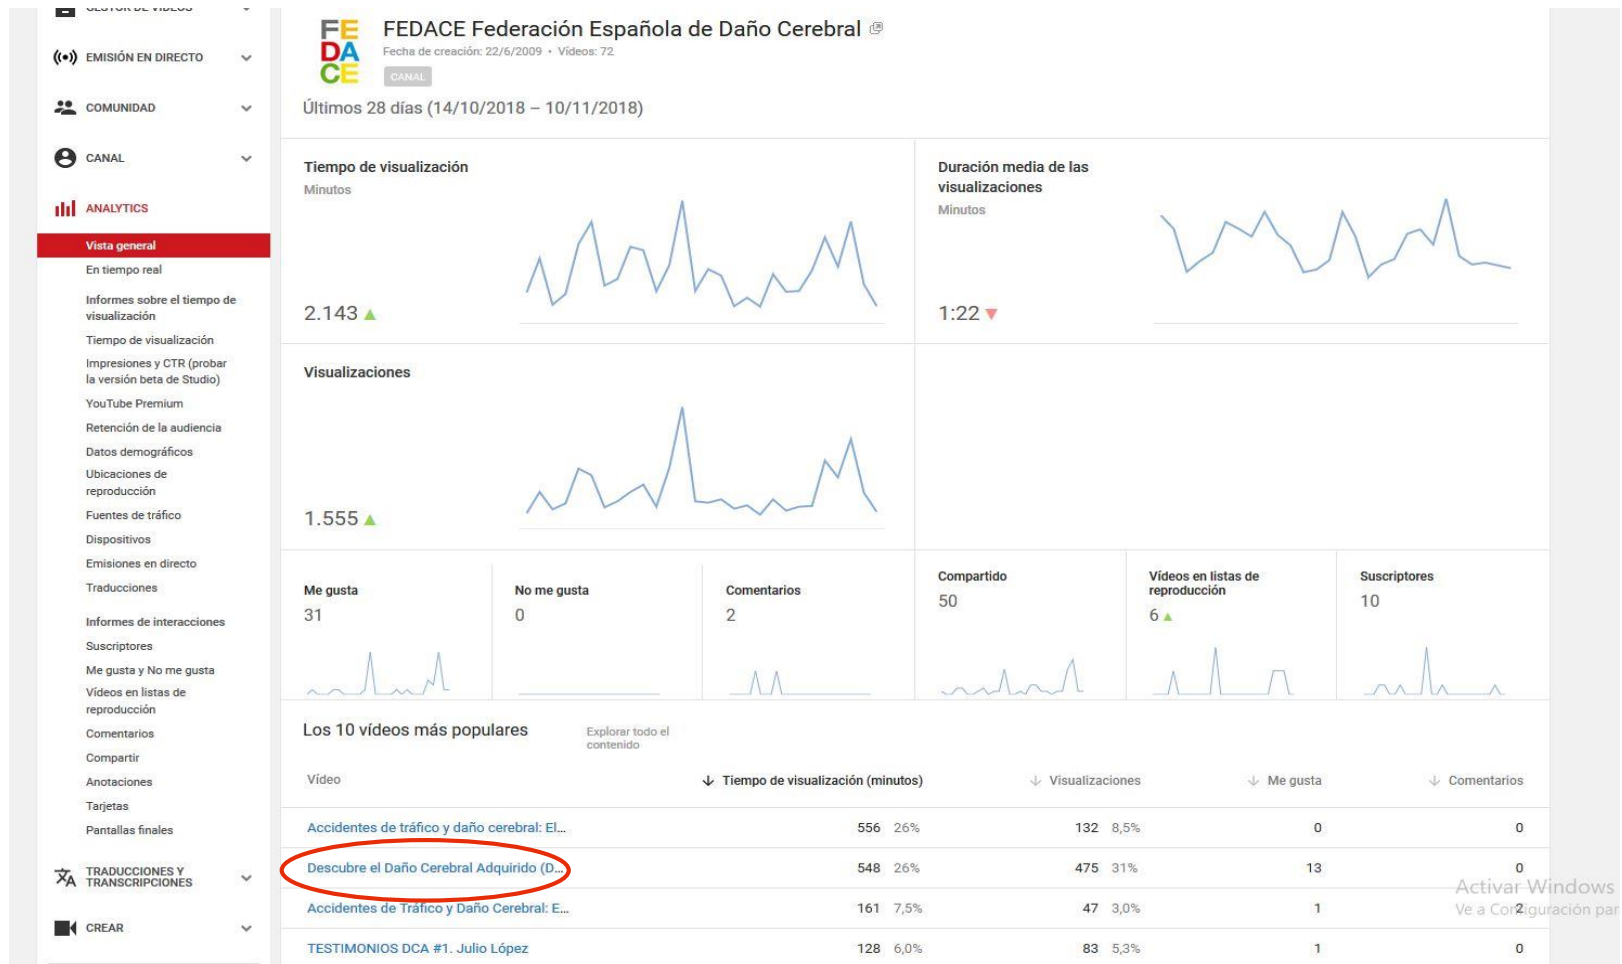 GESTOR DE VÍDEOS
EMISIÓN EN DIRECTO
COMUNIDAD
CANAL
ANALYTICS
Vista general
En tiempo real
Informes sobre el tiempo de
visualización
Tiempo de visualización
Impresiones y CTR (probar
la versión beta de Studio)
YouTube Premium
Retención de la audiencia
Datos demográficos
Ubicaciones de
reproducción
Fuentes de tráfico
Dispositivos
Emisiones en directo
Traducciones
Informes de interacciones
Suscriptores
Me gusta y No me gusta
Vídeos en listas de
reproducción
Comentarios
Compartir
Anotaciones
Tarjetas
Pantallas finales
TRADUCCIONES Y
TRANSCRIPCIONES
CREAR
FE
DA
CE
FEDACE Federación Española de Daño Cerebral
Fecha de creación: 22/6/2009 • Vídeos: 72
CANAL
Últimos 28 días (14/10/2018 – 10/11/2018)
Tiempo de visualización
Minutos
2.143
Duración media de las
visualizaciones
Minutos
1:22
Visualizaciones
1.555
Me gusta
31
No me gusta
0
Comentarios
2
Compartido
50
Vídeos en listas de
reproducción
6
Suscriptores
10
Los 10 vídeos más populares
Explorar todo el
contenido
Vídeo Tiempo de visualización (minutos) Visualizaciones Me gusta Comentarios
Accidentes de tráfico y daño cerebral: El... 556 26% 132 8,5% 0 0
Descubre el Daño Cerebral Adquirido (D... 548 26% 475 31% 13 0
Accidentes de Tráfico y Daño Cerebral: E... 161 7,5% 47 3,0% 1 2
TESTIMONIOS DCA #1. Julio López 128 6,0% 83 5,3% 1 0
Activar Windows
Ve a Configuración par